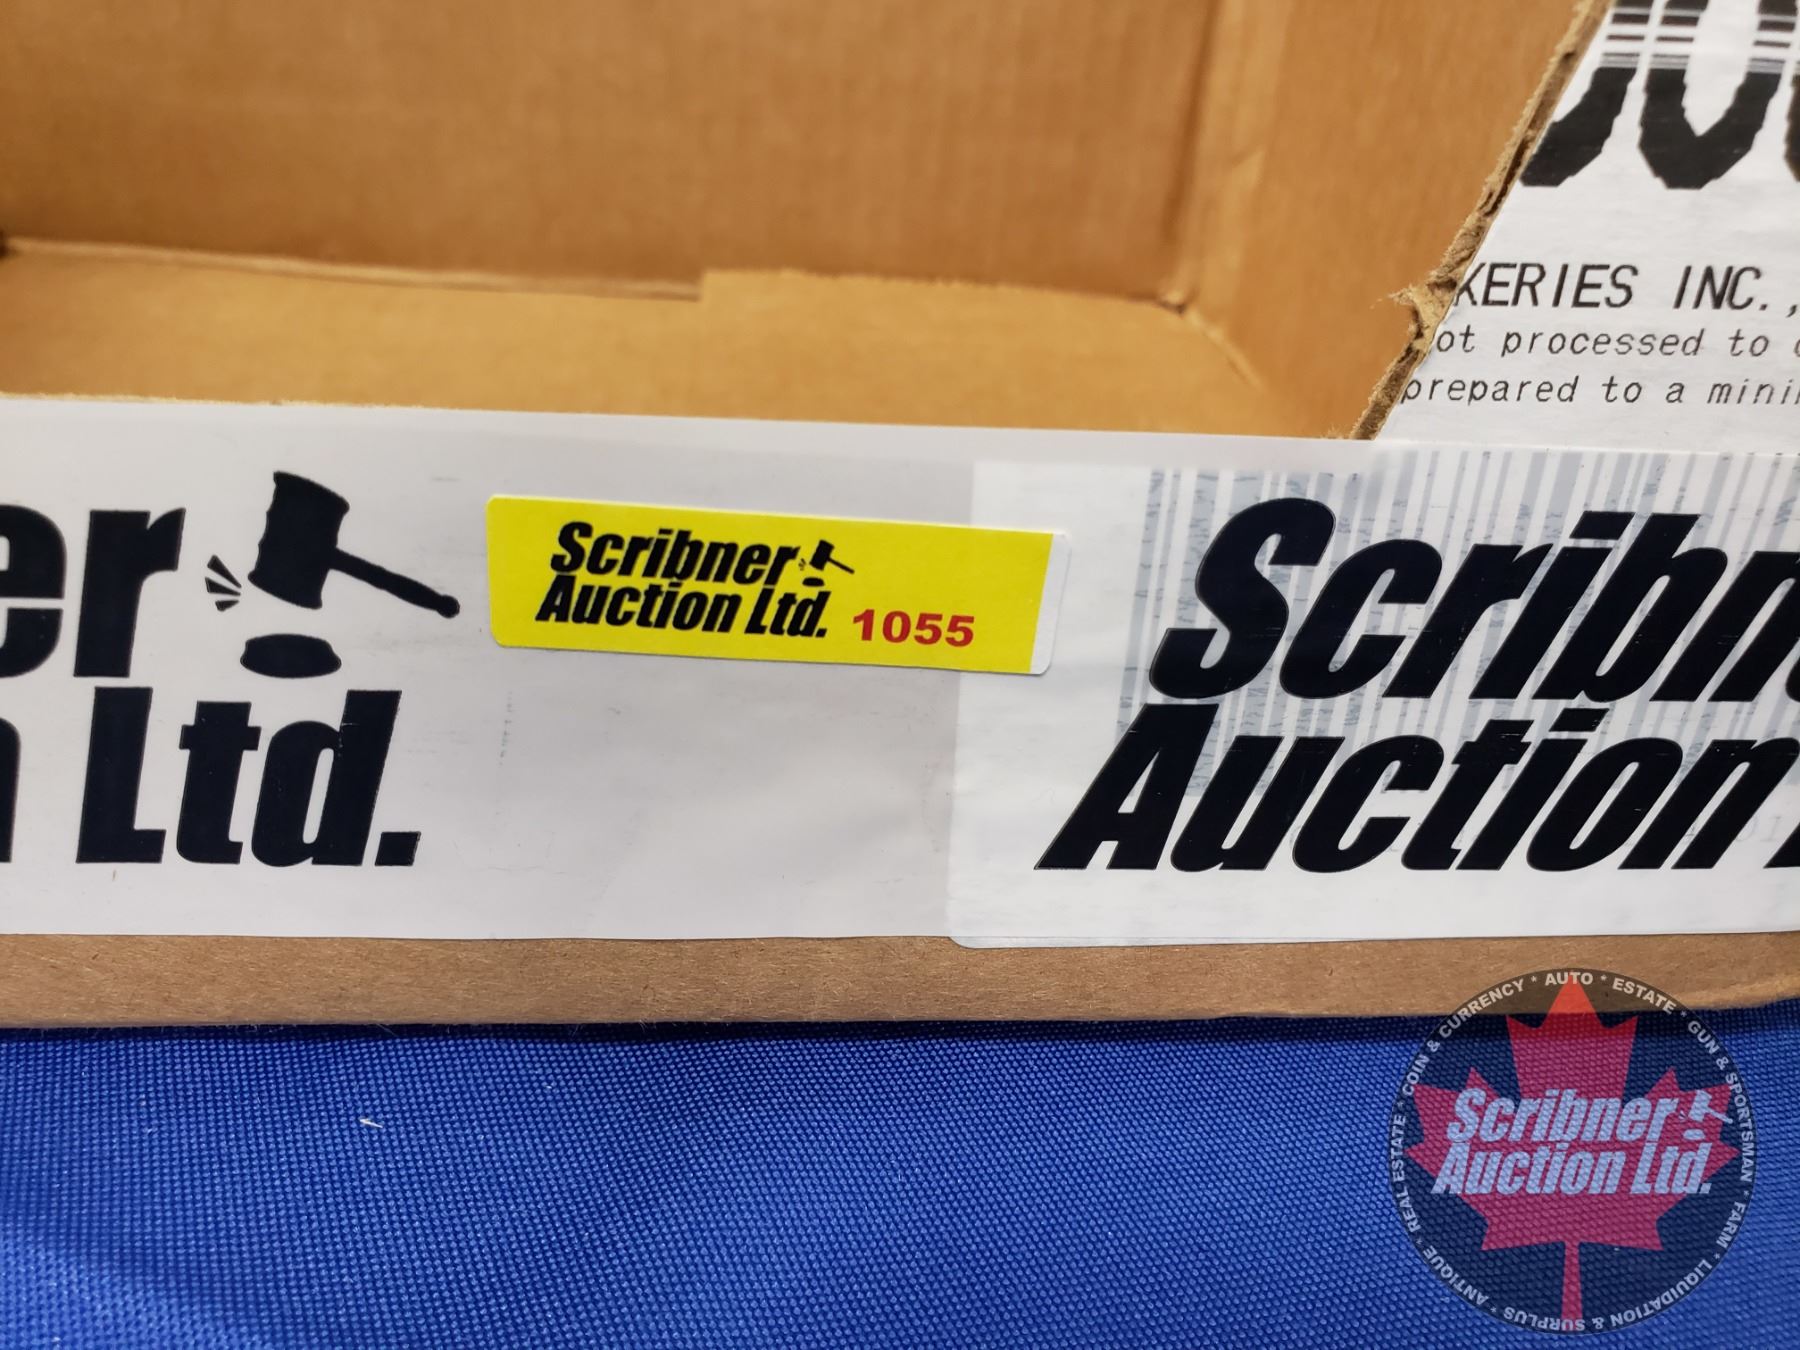 KERIES INC.,
ot processed to
prepared to a mini
er
Ltd.
Scribner
Auction Ltd. 1055
Scribn
Auction
COIN & CURRENCY * AUTO * ESTATE * GUN & SPORTSMAN * FARM * LIQUIDATION & SURPLUS * ANTIQUE * REAL ESTATE *
Scribner
Auction Ltd.